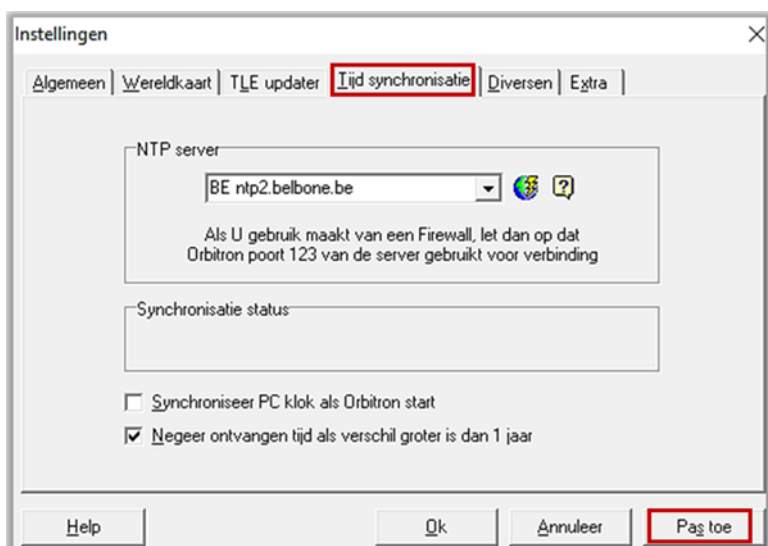 Instellingen
Algemeen Wereldkaart TLE updater Tijd synchronisatie Diversen Extra
NTP server
BE ntp2.belbone.be
Als U gebruik maakt van een Firewall, let dan op dat
Orbitron poort 123 van de server gebruikt voor verbinding
Synchronisatie status
Synchroniseer PC klok als Orbitron start
Negeer ontvangen tijd als verschil groter is dan 1 jaar
Help Ok Annuleer Pas toe